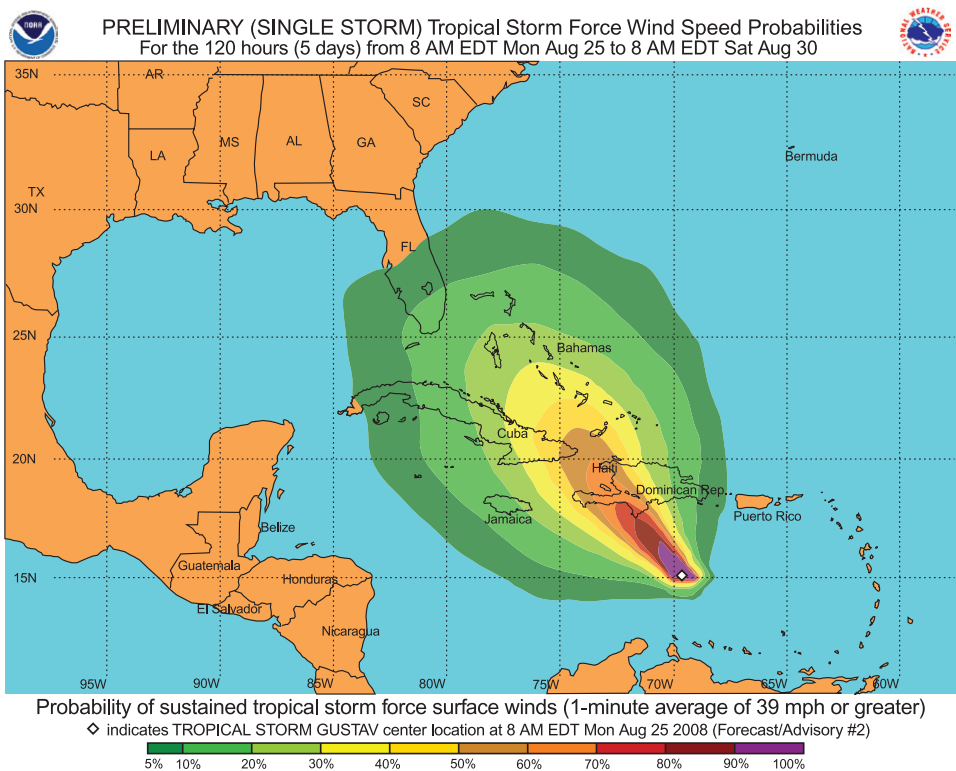 PRELIMINARY (SINGLE STORM) Tropical Storm Force Wind Speed Probabilities
For the 120 hours (5 days) from 8 AM EDT Mon Aug 25 to 8 AM EDT Sat Aug 30
NOAA
NATIONAL WEATHER SERVICE
35N
AR
SC
MS
AL
GA
LA
Bermuda
TX
30N
FL
25N
Bahamas
Cuba
20N
Haiti
Dominican Rep.
Jamaica
Puerto Rico
Belize
Guatemala
15N
Honduras
El Salvador
Nicaragua
95W
90W
85W
80W
75W
70W
65W
60W
Probability of sustained tropical storm force surface winds (1-minute average of 39 mph or greater)
indicates TROPICAL STORM GUSTAV center location at 8 AM EDT Mon Aug 25 2008 (Forecast/Advisory #2)
5% 10% 20% 30% 40% 50% 60% 70% 80% 90% 100%